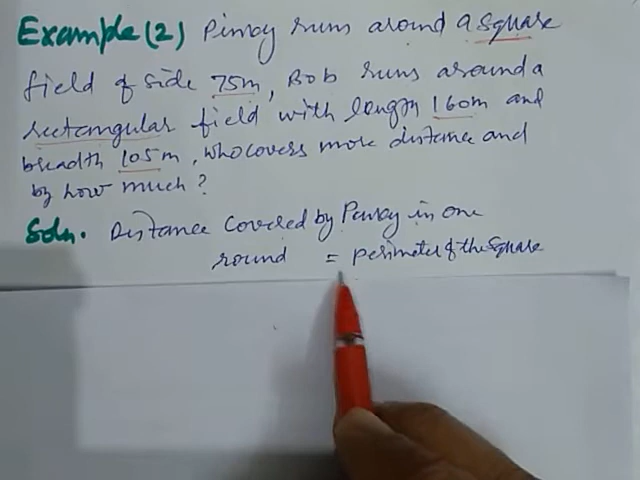 Example (2) Pinky runs around a square
field of side 75m, Bob runs around a
rectangular field with length 160m and
breadth 105m, who covers more distance and
by how much?
Soln. Distance Covered by Pinky in one
round = perimeter of the square